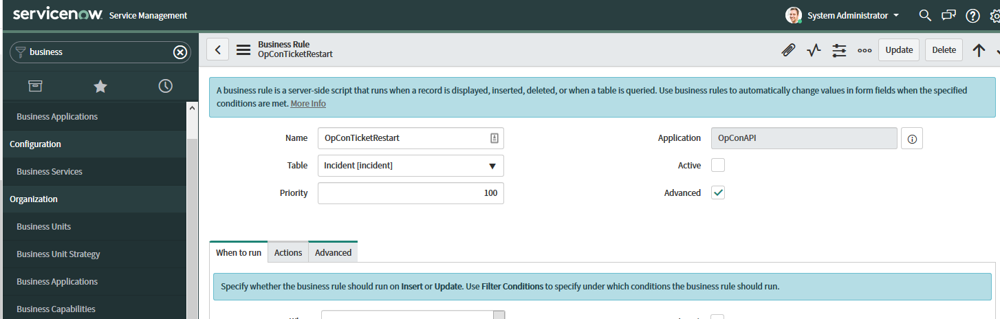 servicenow Service Management
System Administrator
business
Business Rule
OpConTicketRestart
Update
Delete
A business rule is a server-side script that runs when a record is displayed, inserted, deleted, or when a table is queried. Use business rules to automatically change values in form fields when the specified
conditions are met. More Info
Business Applications
Configuration
Business Services
Organization
Business Units
Business Unit Strategy
Business Applications
Business Capabilities
Name OpConTicketRestart
Application OpConAPI
Table Incident [incident]
Active
Priority 100
Advanced
When to run
Actions
Advanced
Specify whether the business rule should run on Insert or Update. Use Filter Conditions to specify under which conditions the business rule should run.